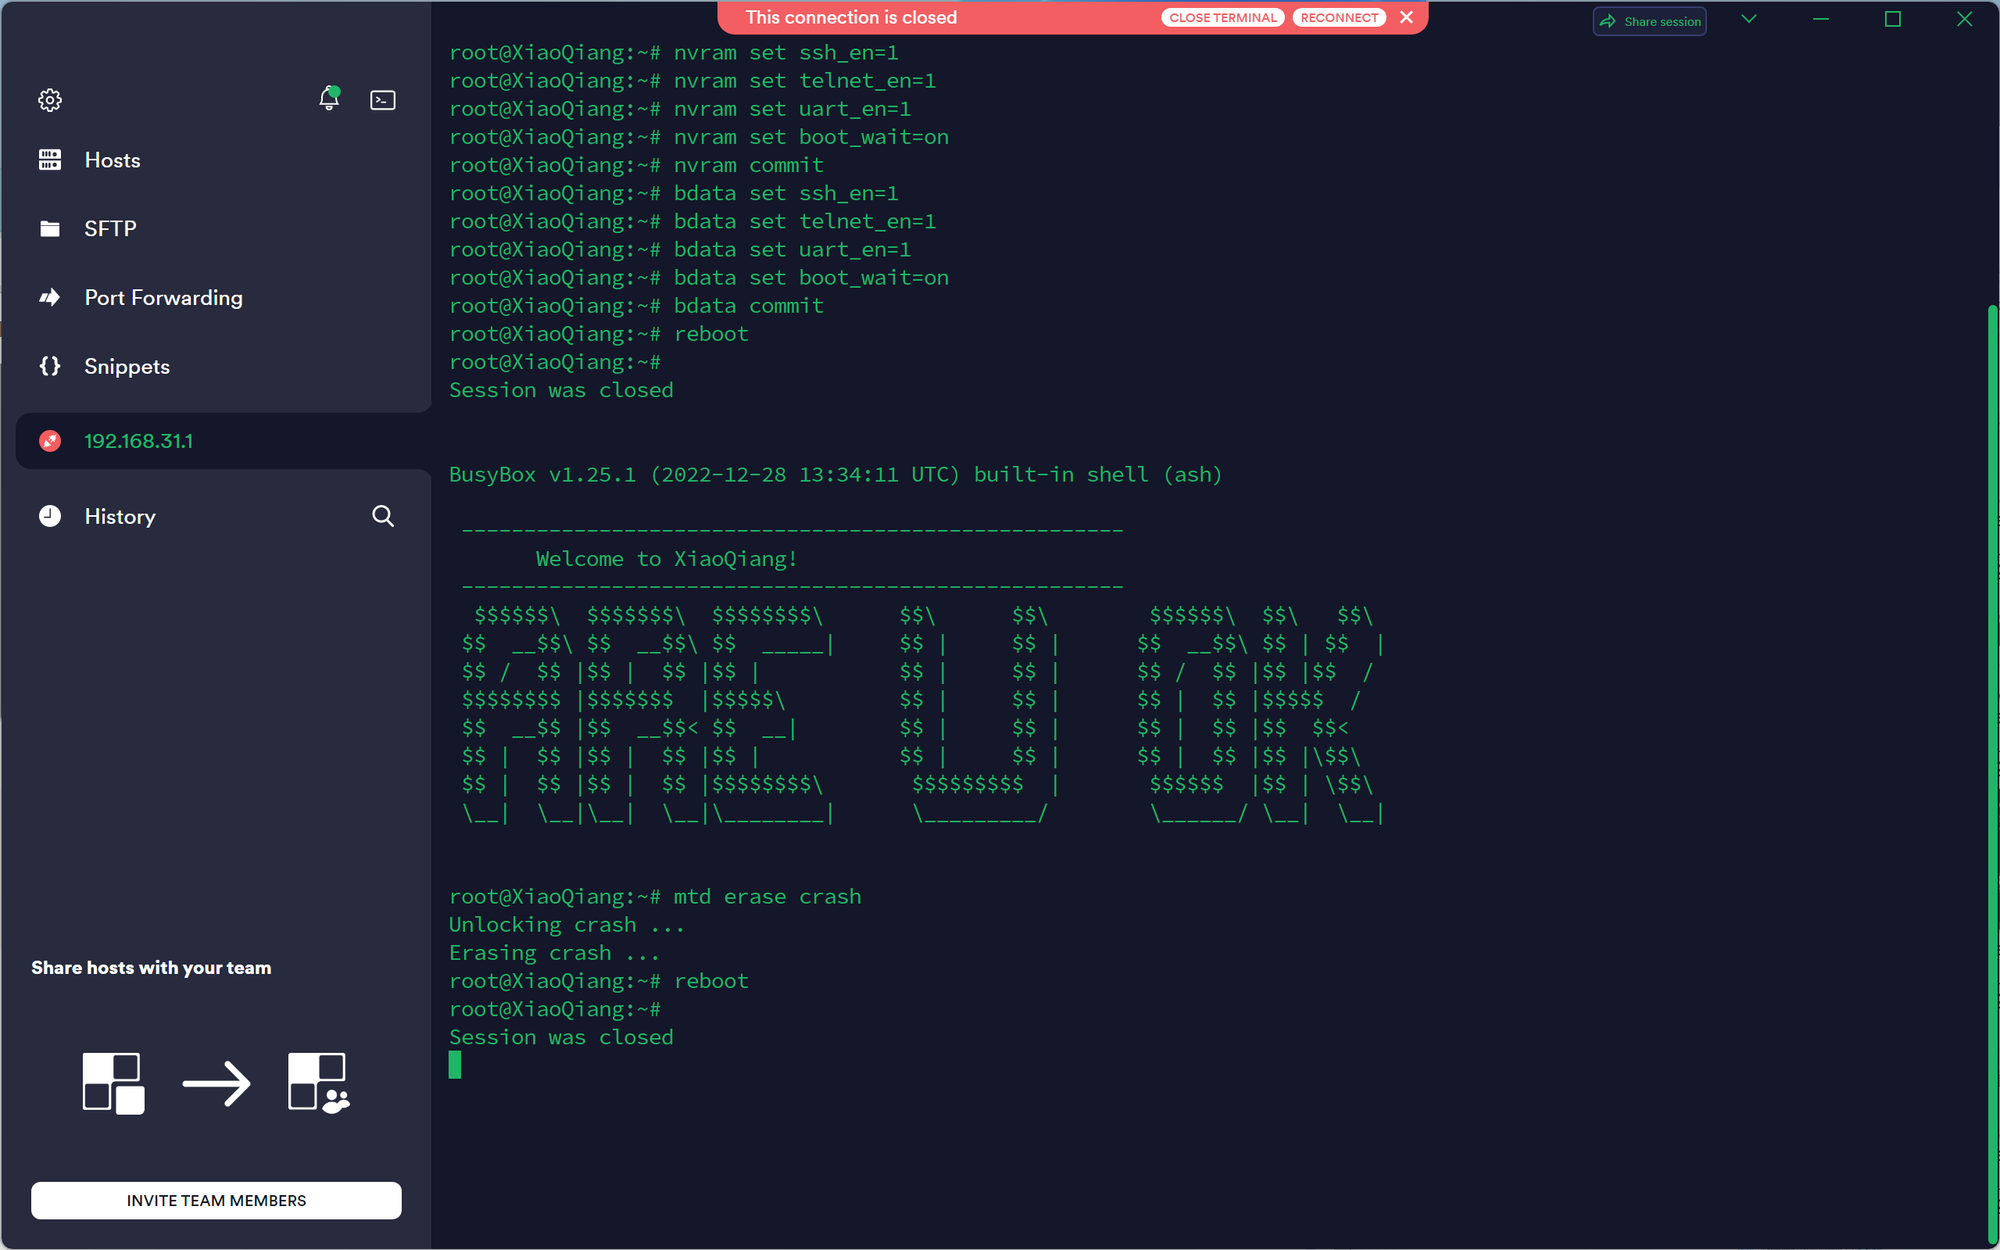 This connection is closed
CLOSE TERMINAL
RECONNECT
Share session
Hosts
SFTP
Port Forwarding
Snippets
192.168.31.1
History
Share hosts with your team
INVITE TEAM MEMBERS
root@XiaoQiang:~# nvram set ssh_en=1
root@XiaoQiang:~# nvram set telnet_en=1
root@XiaoQiang:~# nvram set uart_en=1
root@XiaoQiang:~# nvram set boot_wait=on
root@XiaoQiang:~# nvram commit
root@XiaoQiang:~# bdata set ssh_en=1
root@XiaoQiang:~# bdata set telnet_en=1
root@XiaoQiang:~# bdata set uart_en=1
root@XiaoQiang:~# bdata set boot_wait=on
root@XiaoQiang:~# bdata commit
root@XiaoQiang:~# reboot
root@XiaoQiang:~#
Session was closed
BusyBox v1.25.1 (2022-12-28 13:34:11 UTC) built-in shell (ash)
 -----------------------------------------------------
       Welcome to XiaoQiang!
 -----------------------------------------------------
  $$$$$$\  $$$$$$$\  $$$$$$$$\      $$\      $$\        $$$$$$\  $$\   $$\
 $$  __$$\ $$  __$$\ $$  _____|     $$ |     $$ |      $$  __$$\ $$ | $$  |
 $$ /  $$ |$$ |  $$ |$$ |           $$ |     $$ |      $$ /  $$ |$$ |$$  /
 $$$$$$$$ |$$$$$$$  |$$$$$\         $$ |     $$ |      $$ |  $$ |$$$$$  /
 $$  __$$ |$$  __$$< $$  __|        $$ |     $$ |      $$ |  $$ |$$  $$<
 $$ |  $$ |$$ |  $$ |$$ |           $$ |     $$ |      $$ |  $$ |$$ |\$$\
 $$ |  $$ |$$ |  $$ |$$$$$$$$\       $$$$$$$$$  |       $$$$$$  |$$ | \$$\
 \__|  \__|\__|  \__|\________|      \_________/        \______/ \__|  \__|
root@XiaoQiang:~# mtd erase crash
Unlocking crash ...
Erasing crash ...
root@XiaoQiang:~# reboot
root@XiaoQiang:~#
Session was closed